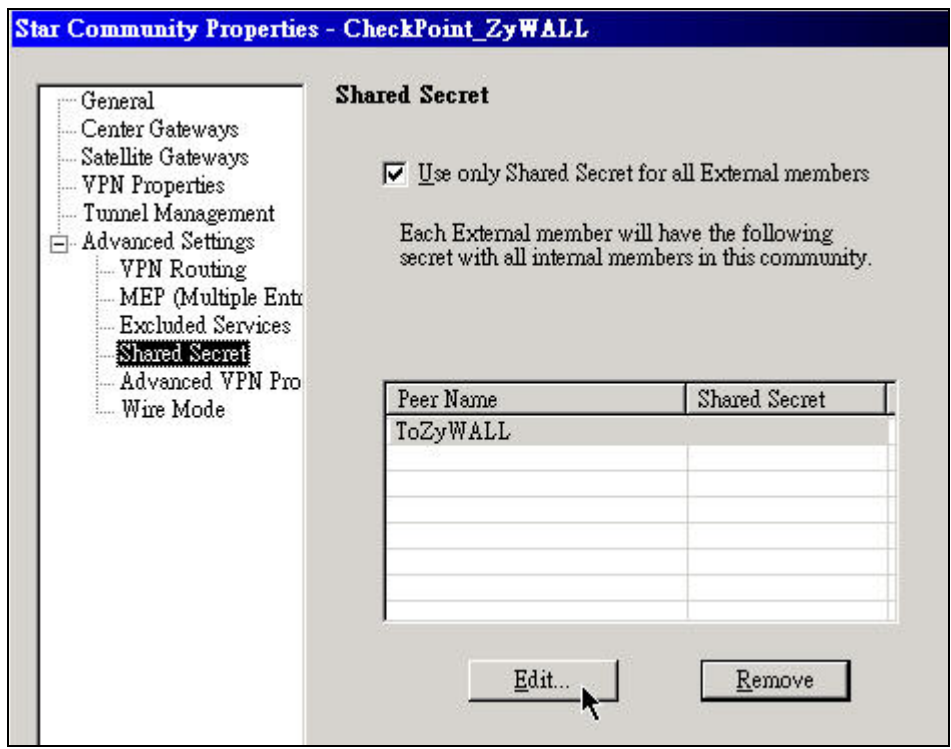 Star Community Properties - CheckPoint_ZyWALL
General
Center Gateways
Satellite Gateways
VPN Properties
Tunnel Management
Advanced Settings
VPN Routing
MEP (Multiple Entr
Excluded Services
Shared Secret
Advanced VPN Pro
Wire Mode
Shared Secret
Use only Shared Secret for all External members
Each External member will have the following
secret with all internal members in this community.
Peer Name Shared Secret
ToZyWALL
Edit... Remove